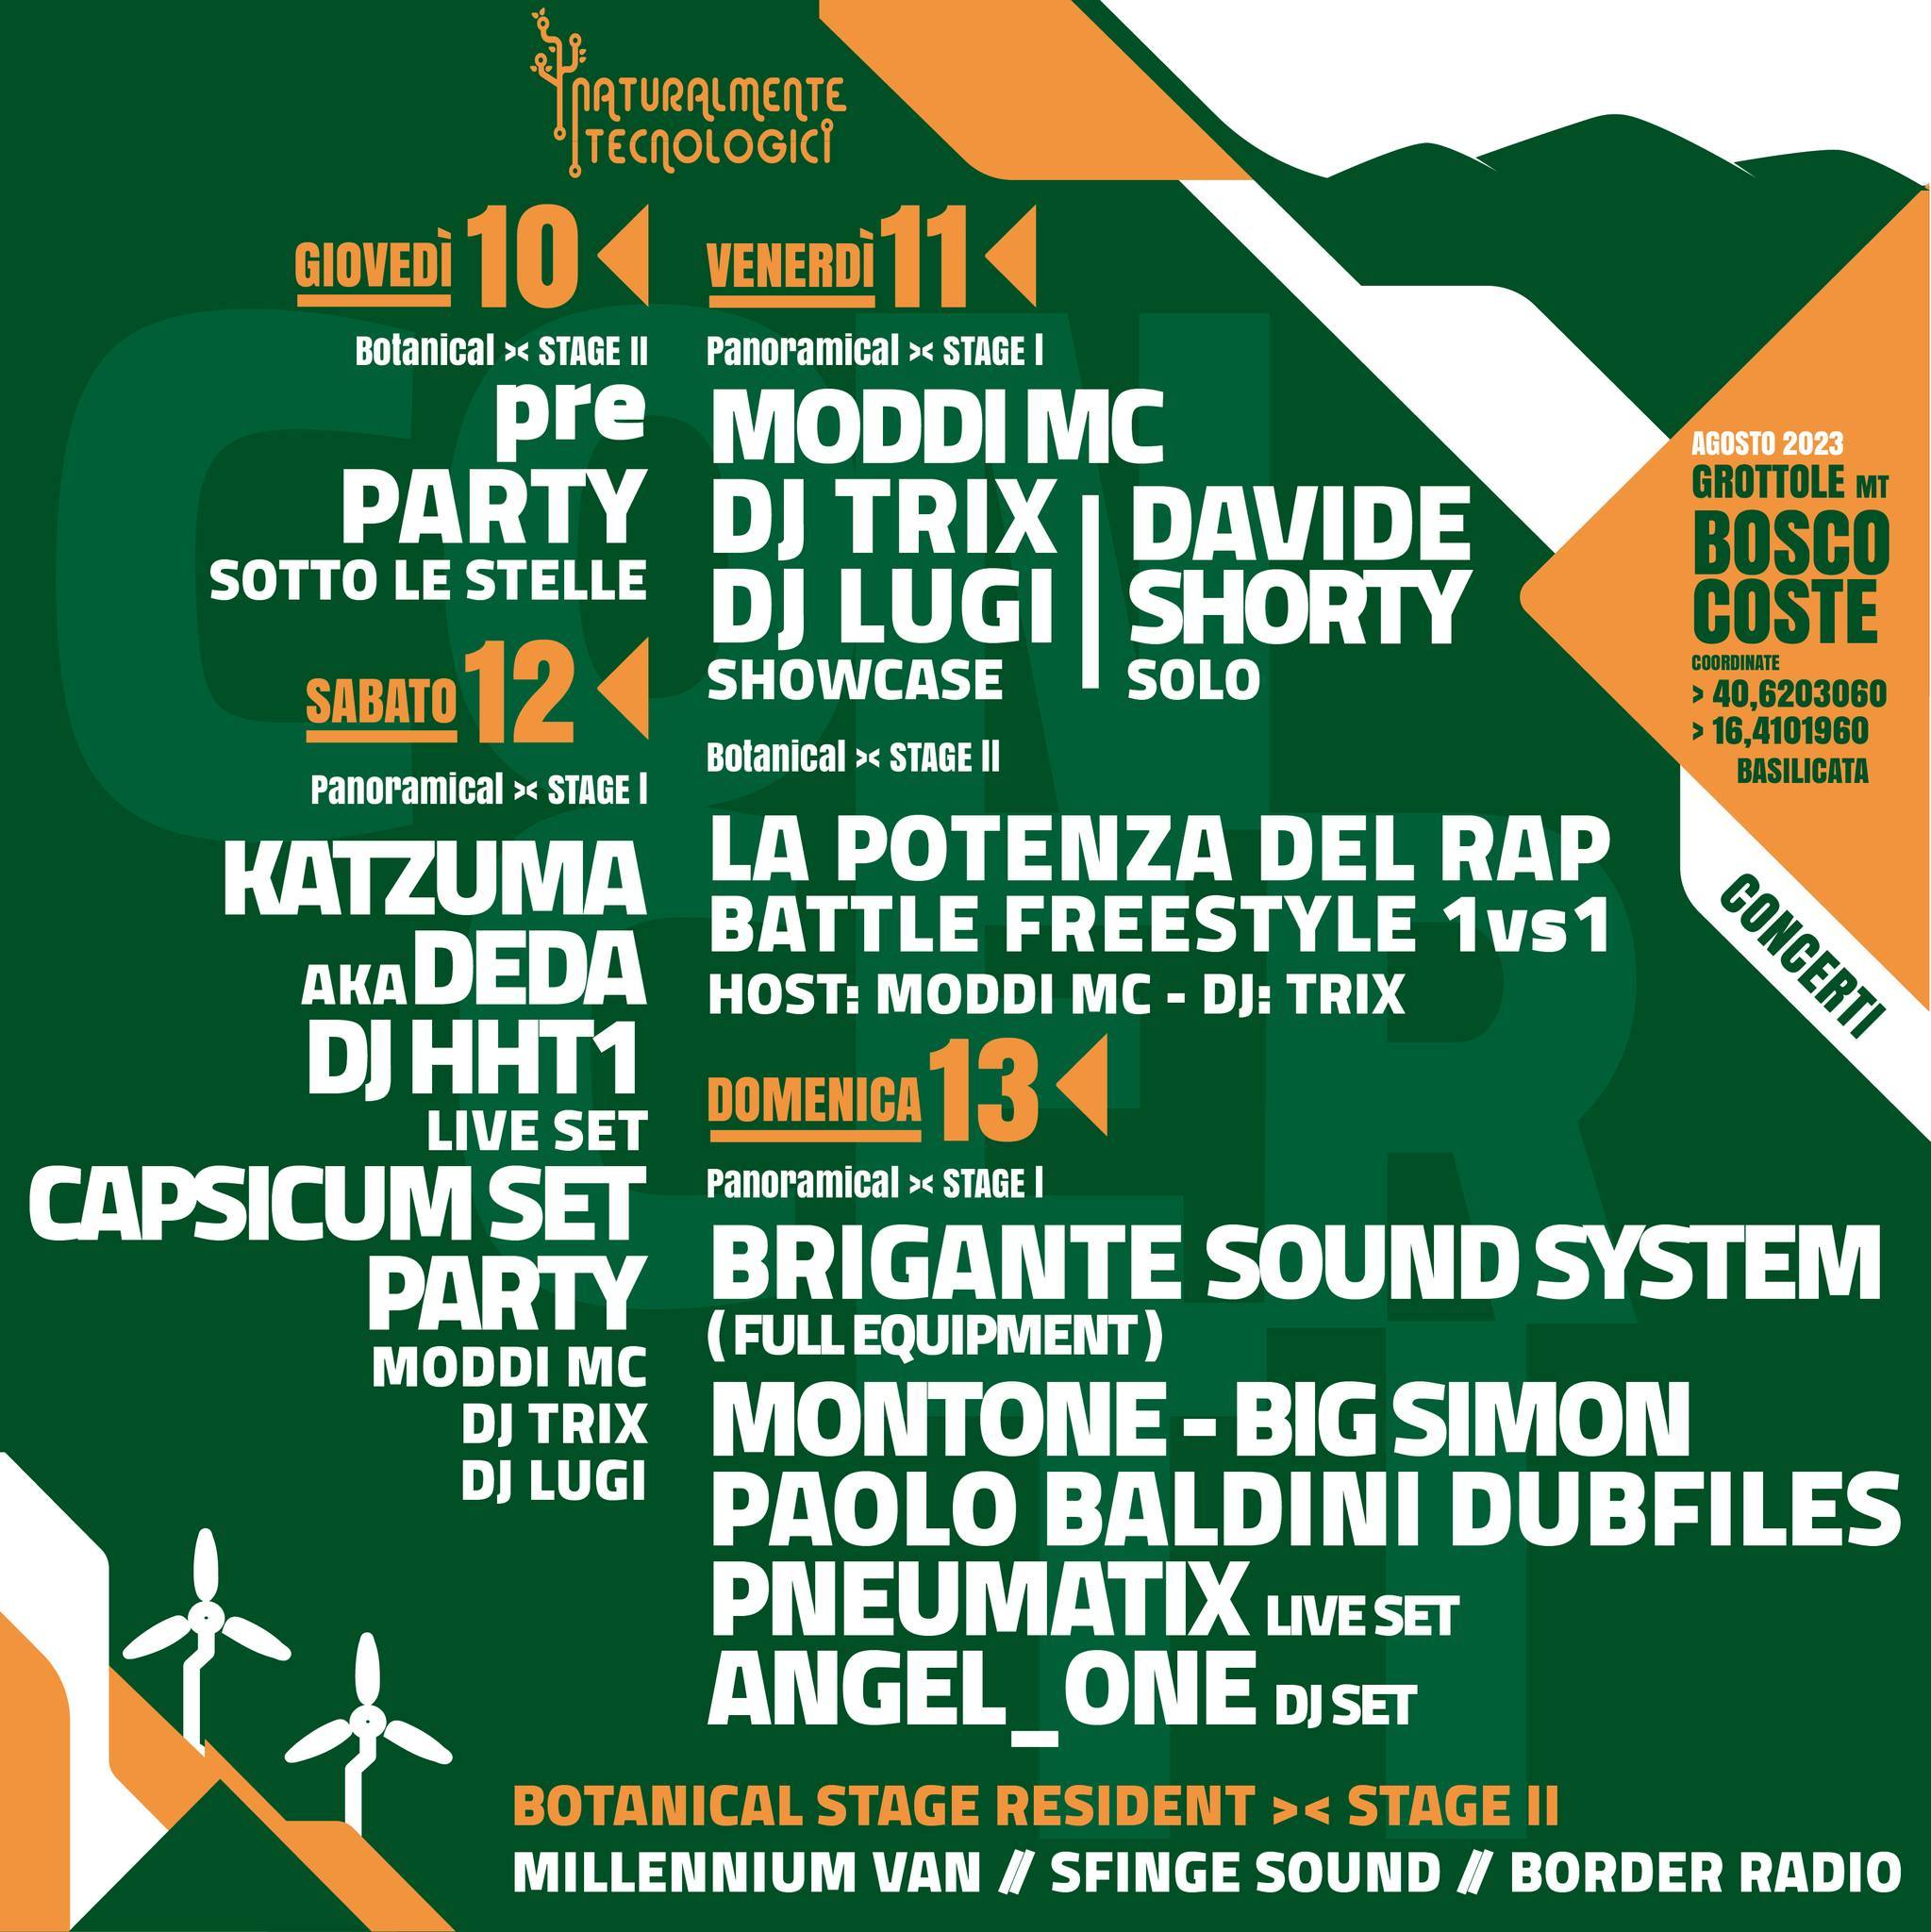 NATURALMENTE
TECNOLOGICI
GIOVEDÌ 10
Botanical >< STAGE II
pre
PARTY
SOTTO LE STELLE
SABATO 12
Panoramical >< STAGE I
KATZUMA
AKA DEDA
DJ HHT1
LIVE SET
CAPSICUM SET
PARTY
MODDI MC
DJ TRIX
DJ LUGI
VENERDÌ 11
Panoramical >< STAGE I
MODDI MC
DJ TRIX
DJ LUGI
SHOWCASE
DAVIDE
SHORTY
SOLO
Botanical >< STAGE II
LA POTENZA DEL RAP
BATTLE FREESTYLE 1vs1
HOST: MODDI MC - DJ: TRIX
DOMENICA 13
Panoramical >< STAGE I
BRIGANTE SOUND SYSTEM
( FULL EQUIPMENT )
MONTONE - BIG SIMON
PAOLO BALDINI DUBFILES
PNEUMATIX LIVE SET
ANGEL_ONE DJ SET
BOTANICAL STAGE RESIDENT >< STAGE II
MILLENNIUM VAN // SFINGE SOUND // BORDER RADIO
AGOSTO 2023
GROTTOLE MT
BOSCO
COSTE
COORDINATE
> 40,6203060
> 16,4101960
BASILICATA
CONCERTI
CON
CER
TI